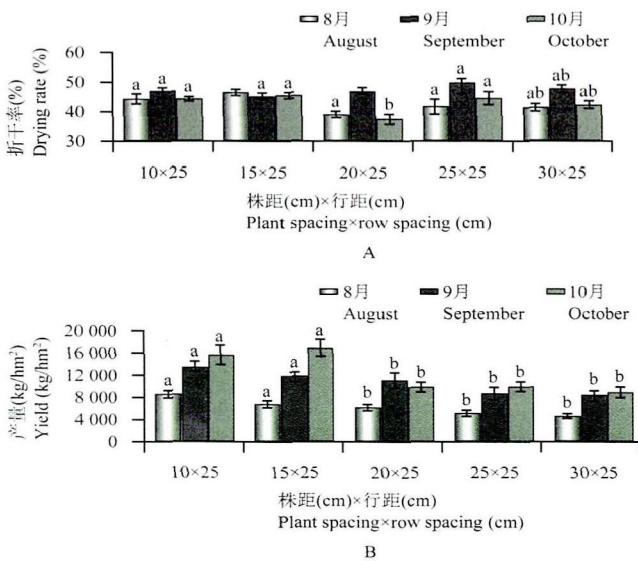 8月 9月 10月
August September October
折干率(%)
Drying rate (%)
60
50
40
30
a a a a a a a b a a a ab ab ab
10×25 15×25 20×25 25×25 30×25
株距(cm)×行距(cm)
Plant spacing×row spacing (cm)
A
8月 9月 10月
August September October
产量(kg/hm²)
Yield (kg/hm²)
20 000
16 000
12 000
8 000
4 000
0
a a a a a a b b b b b b b b b
10×25 15×25 20×25 25×25 30×25
株距(cm)×行距(cm)
Plant spacing×row spacing (cm)
B